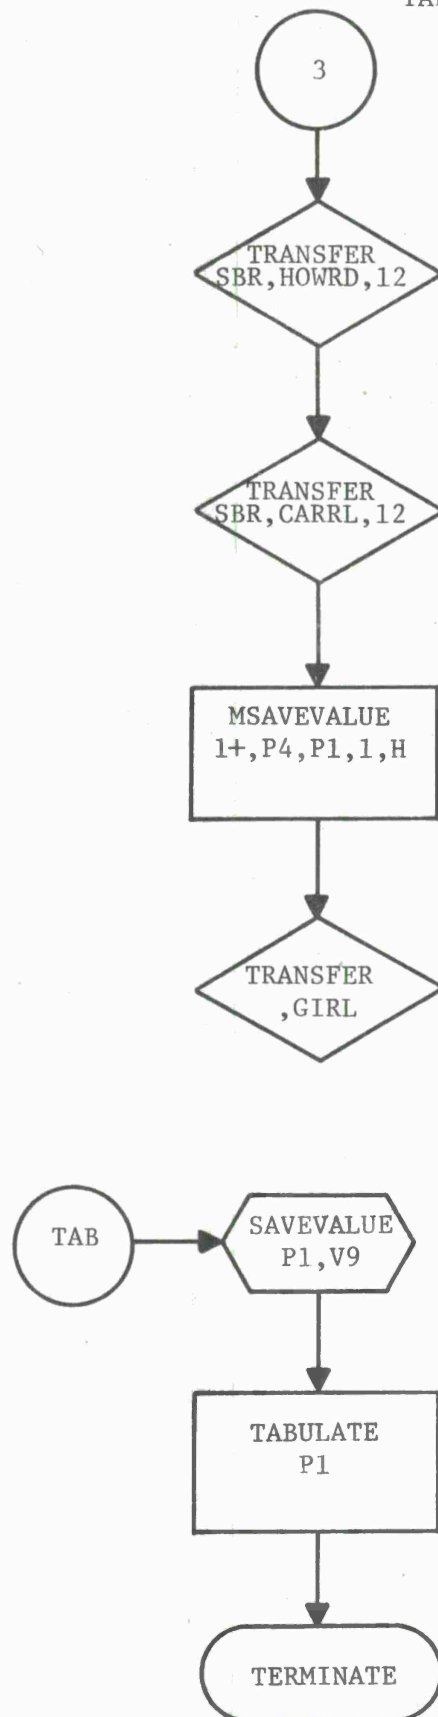 3
TRANSFER
SBR,HOWRD,12
TRANSFER
SBR,CARRL,12
MSAVEVALUE
1+,P4,P1,1,H
TRANSFER
,GIRL
TAB
SAVEVALUE
P1,V9
TABULATE
P1
TERMINATE